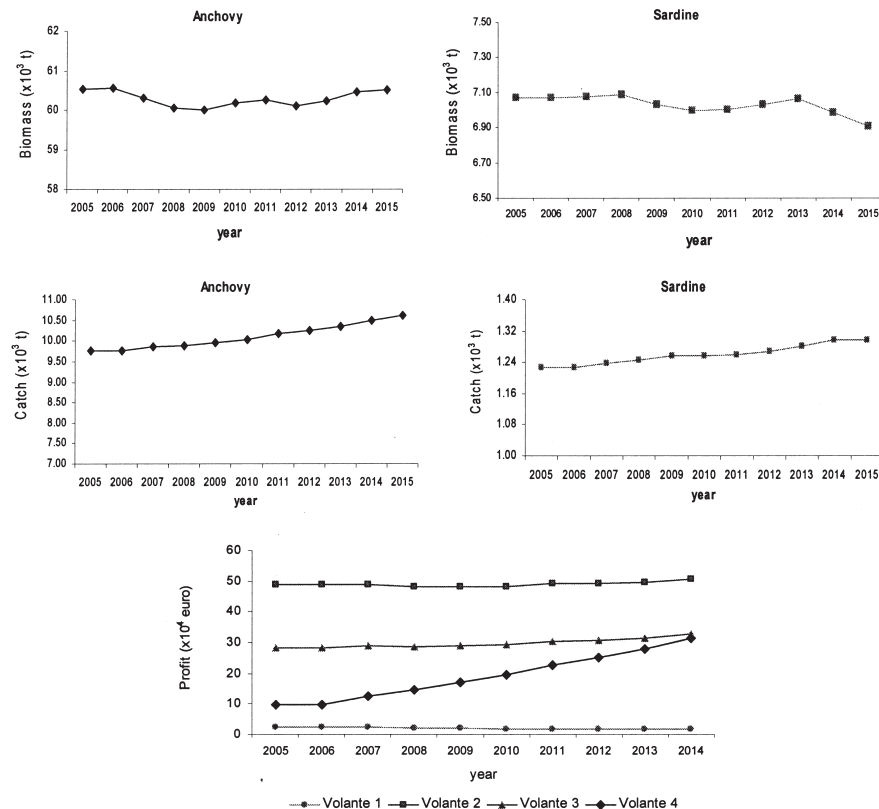 Anchovy
Biomass (x10³ t)
62
61
60
59
58
2005 2006 2007 2008 2009 2010 2011 2012 2013 2014 2015
year
Sardine
Biomass (x10³ t)
7.50
7.30
7.10
6.90
6.70
6.50
2005 2006 2007 2008 2009 2010 2011 2012 2013 2014 2015
year
Anchovy
Catch (x10³ t)
11.00
10.50
10.00
9.50
9.00
8.50
8.00
7.50
7.00
2005 2006 2007 2008 2009 2010 2011 2012 2013 2014 2015
year
Sardine
Catch (x10³ t)
1.40
1.32
1.24
1.16
1.08
1.00
2005 2006 2007 2008 2009 2010 2011 2012 2013 2014 2015
year
Profit (x10⁴ euro)
60
50
40
30
20
10
0
2005 2006 2007 2008 2009 2010 2011 2012 2013 2014
year
Volante 1 Volante 2 Volante 3 Volante 4